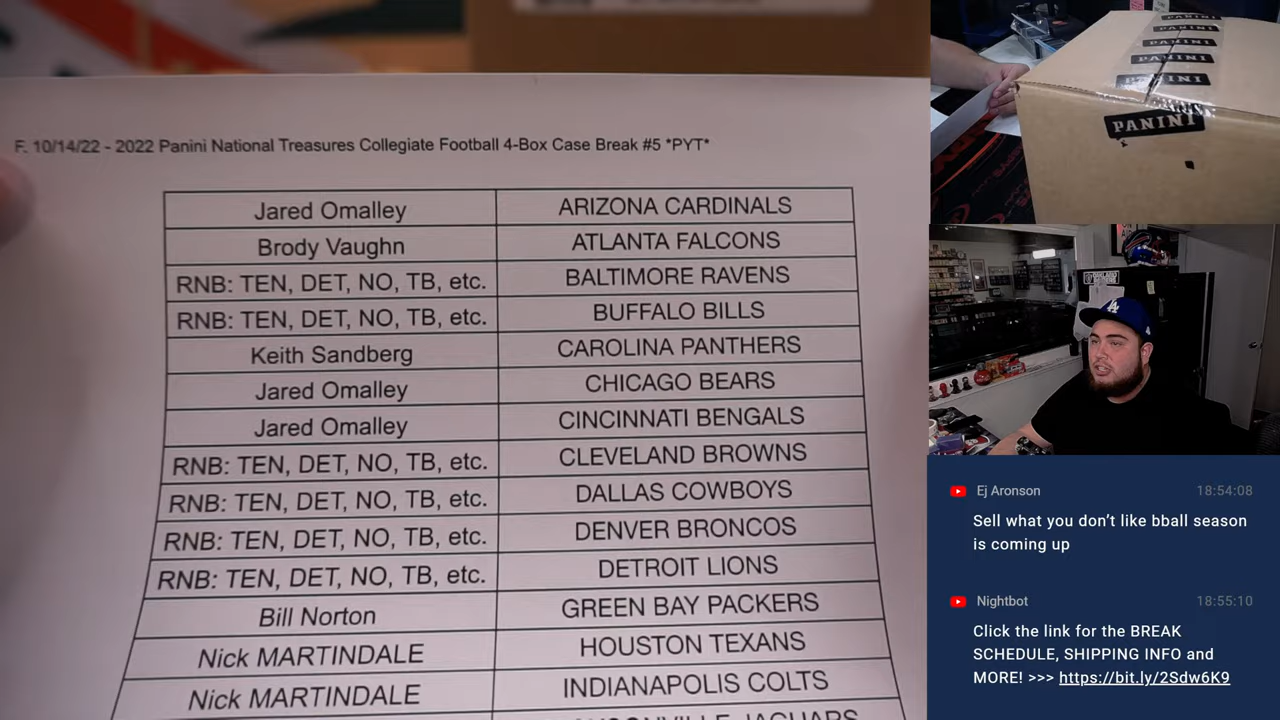 F. 10/14/22 - 2022 Panini National Treasures Collegiate Football 4-Box Case Break #5 *PYT*
Jared Omalley ARIZONA CARDINALS
Brody Vaughn ATLANTA FALCONS
RNB: TEN, DET, NO, TB, etc. BALTIMORE RAVENS
RNB: TEN, DET, NO, TB, etc. BUFFALO BILLS
Keith Sandberg CAROLINA PANTHERS
Jared Omalley CHICAGO BEARS
Jared Omalley CINCINNATI BENGALS
RNB: TEN, DET, NO, TB, etc. CLEVELAND BROWNS
RNB: TEN, DET, NO, TB, etc. DALLAS COWBOYS
RNB: TEN, DET, NO, TB, etc. DENVER BRONCOS
RNB: TEN, DET, NO, TB, etc. DETROIT LIONS
Bill Norton GREEN BAY PACKERS
Nick MARTINDALE HOUSTON TEXANS
Nick MARTINDALE INDIANAPOLIS COLTS
JAGUARS
PANINI
PANINI
PANINI
PANINI
PANINI
PANINI
LA
Ej Aronson 18:54:08
Sell what you don't like bball season
is coming up
Nightbot 18:55:10
Click the link for the BREAK
SCHEDULE, SHIPPING INFO and
MORE! >>> https://bit.ly/2Sdw6K9